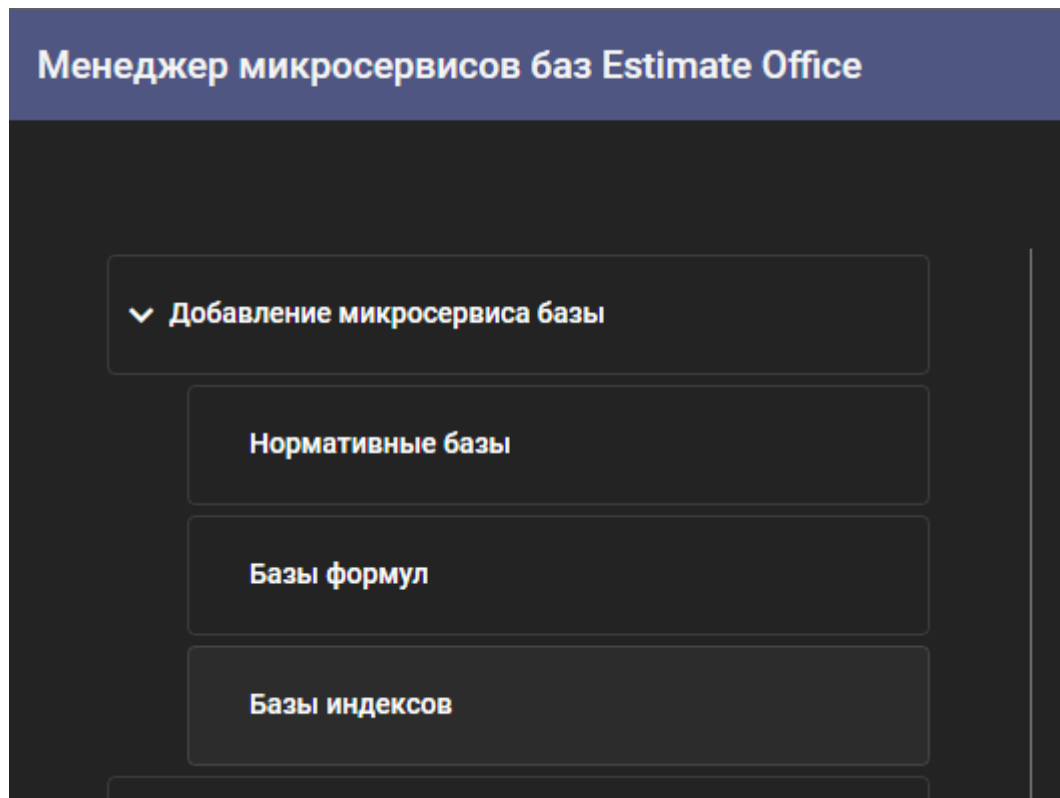 Менеджер микросервисов баз Estimate Office
Добавление микросервиса базы
Нормативные базы
Базы формул
Базы индексов